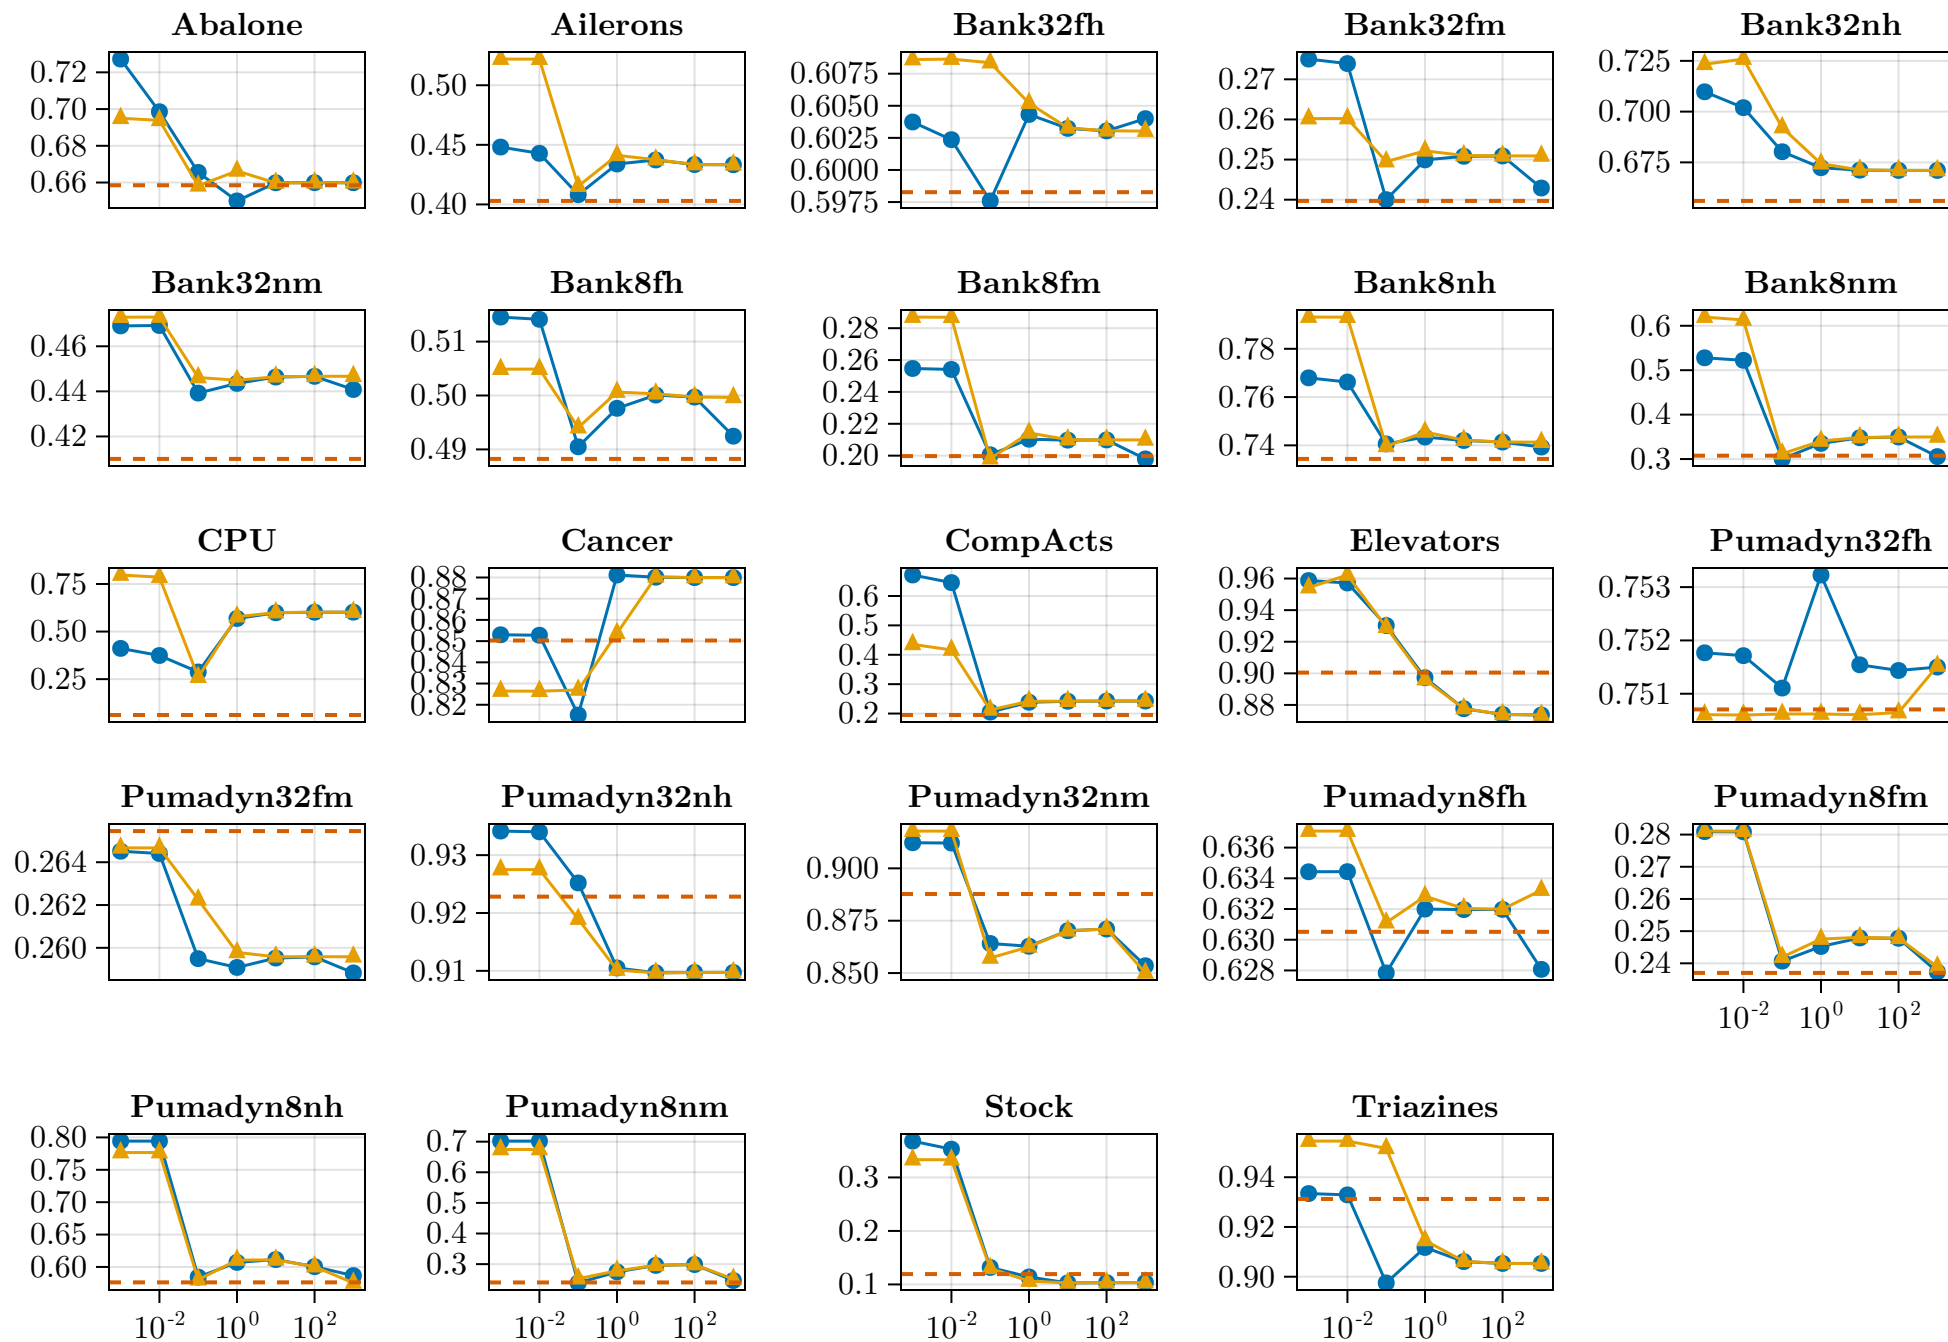 Abalone Ailerons Bank32fh Bank32fm Bank32nh
0.72 0.70 0.68 0.66
0.50 0.45 0.40
0.6075 0.6050 0.6025 0.6000 0.5975
0.27 0.26 0.25 0.24
0.725 0.700 0.675
Bank32nm Bank8fh Bank8fm Bank8nh Bank8nm
0.46 0.44 0.42
0.51 0.50 0.49
0.28 0.26 0.24 0.22 0.20
0.78 0.76 0.74
0.6 0.5 0.4 0.3
CPU Cancer CompActs Elevators Pumadyn32fh
0.75 0.50 0.25
0.88 0.87 0.86 0.85 0.84 0.83 0.82
0.6 0.5 0.4 0.3 0.2
0.96 0.94 0.92 0.90 0.88
0.753 0.752 0.751
Pumadyn32fm Pumadyn32nh Pumadyn32nm Pumadyn8fh Pumadyn8fm
0.264 0.262 0.260
0.93 0.92 0.91
0.900 0.875 0.850
0.636 0.634 0.632 0.630 0.628
0.28 0.27 0.26 0.25 0.24
10^-2 10^0 10^2
Pumadyn8nh Pumadyn8nm Stock Triazines
0.80 0.75 0.70 0.65 0.60
0.7 0.6 0.5 0.4 0.3
0.3 0.2 0.1
0.94 0.92 0.90
10^-2 10^0 10^2 10^-2 10^0 10^2 10^-2 10^0 10^2 10^-2 10^0 10^2